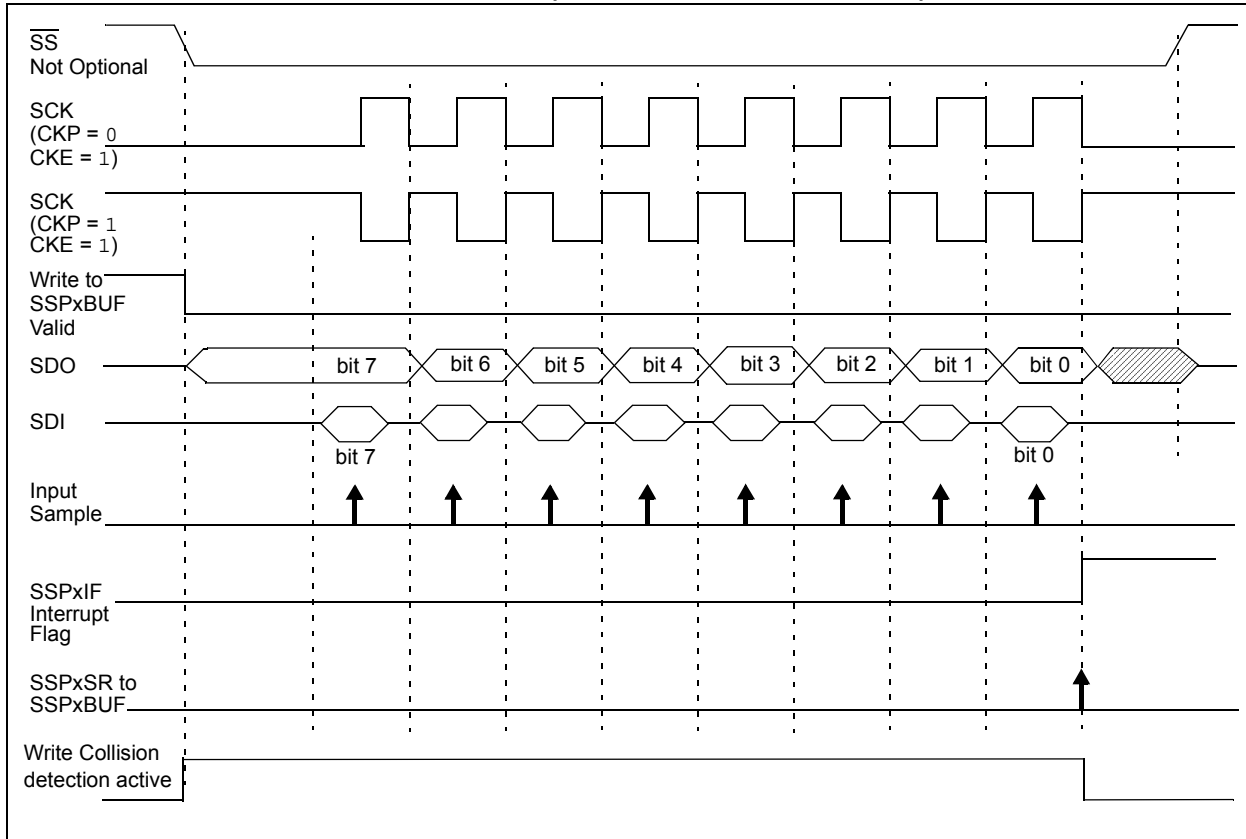 SS
Not Optional
SCK
(CKP = 0
CKE = 1)
SCK
(CKP = 1
CKE = 1)
Write to
SSPxBUF
Valid
SDO
bit 7 bit 6 bit 5 bit 4 bit 3 bit 2 bit 1 bit 0
SDI
bit 7 bit 0
Input
Sample
SSPxIF
Interrupt
Flag
SSPxSR to
SSPxBUF
Write Collision
detection active